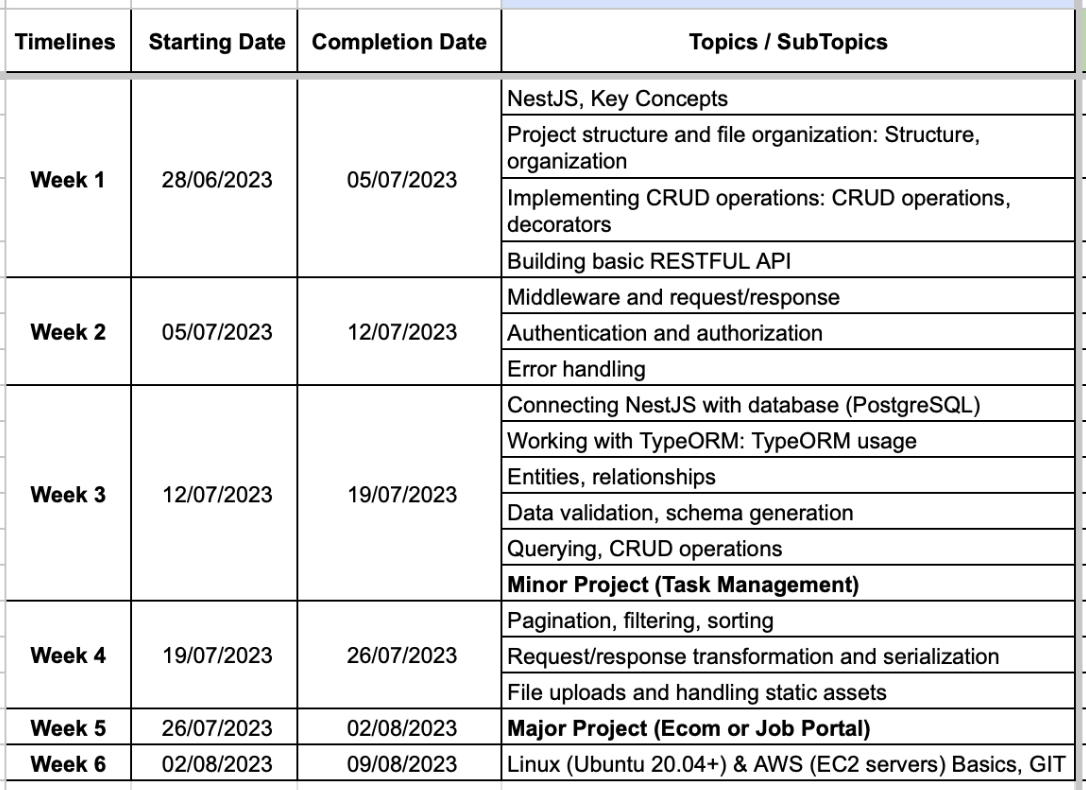 Timelines Starting Date Completion Date Topics / SubTopics
NestJS, Key Concepts
Project structure and file organization: Structure,
organization
Week 1 28/06/2023 05/07/2023
Implementing CRUD operations: CRUD operations,
decorators
Building basic RESTFUL API
Middleware and request/response
Week 2 05/07/2023 12/07/2023 Authentication and authorization
Error handling
Connecting NestJS with database (PostgreSQL)
Working with TypeORM: TypeORM usage
Entities, relationships
Week 3 12/07/2023 19/07/2023
Data validation, schema generation
Querying, CRUD operations
Minor Project (Task Management)
Pagination, filtering, sorting
Week 4 19/07/2023 26/07/2023 Request/response transformation and serialization
File uploads and handling static assets
Week 5 26/07/2023 02/08/2023 Major Project (Ecom or Job Portal)
Week 6 02/08/2023 09/08/2023 Linux (Ubuntu 20.04+) & AWS (EC2 servers) Basics, GIT